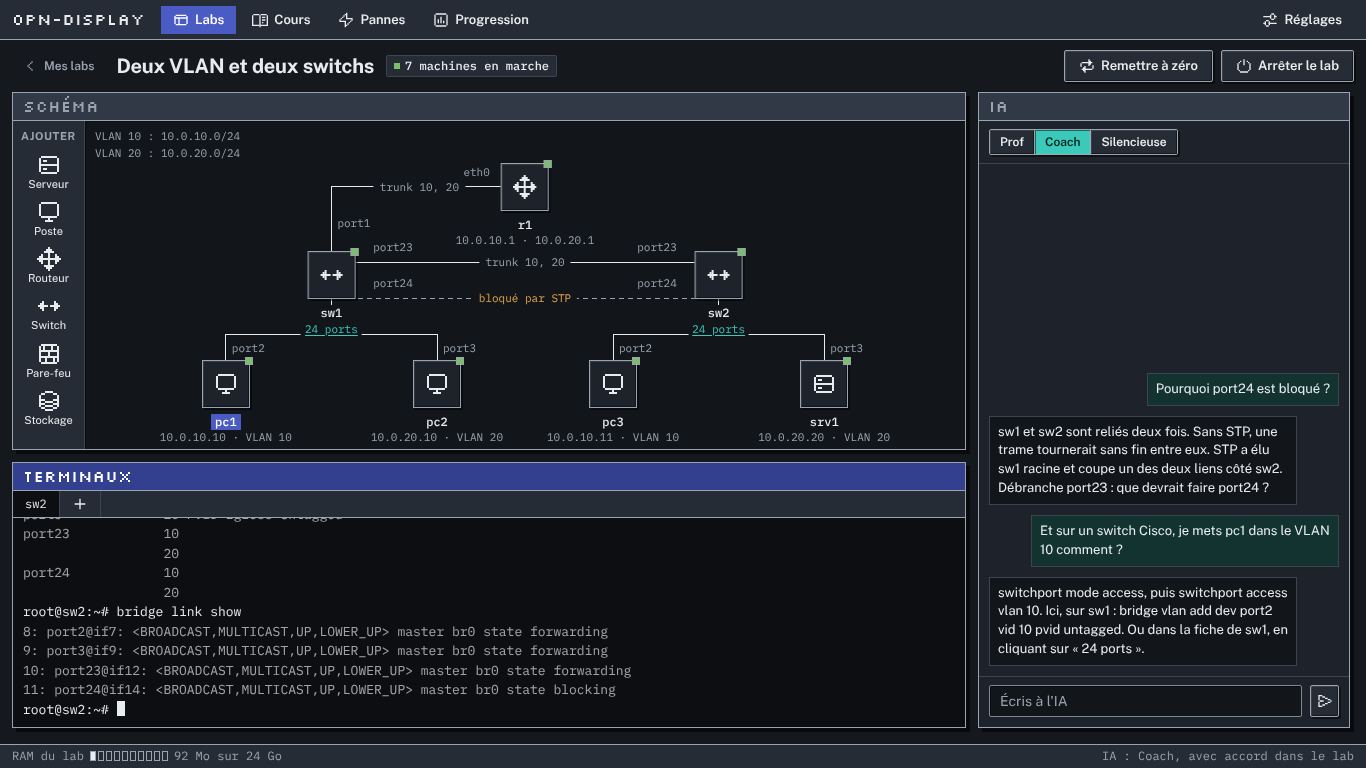 OPN-DISPLAY
Labs
Cours
Pannes
Progression
Réglages
Mes labs
Deux VLAN et deux switchs
7 machines en marche
Remettre à zéro
Arrêter le lab
SCHÉMA
AJOUTER
Serveur
Poste
Routeur
Switch
Pare-feu
Stockage
VLAN 10 : 10.0.10.0/24
VLAN 20 : 10.0.20.0/24
eth0
trunk 10, 20
port1
r1
10.0.10.1 · 10.0.20.1
port23
port23
trunk 10, 20
port24
port24
bloqué par STP
sw1
sw2
24 ports
24 ports
port2
port3
port2
port3
pc1
pc2
pc3
srv1
10.0.10.10 · VLAN 10
10.0.20.10 · VLAN 20
10.0.10.11 · VLAN 10
10.0.20.20 · VLAN 20
TERMINAUX
sw2
+
port23 10
20
port24 10
20
root@sw2:~# bridge link show
8: port2@if7: <BROADCAST,MULTICAST,UP,LOWER_UP> master br0 state forwarding
9: port3@if9: <BROADCAST,MULTICAST,UP,LOWER_UP> master br0 state forwarding
10: port23@if12: <BROADCAST,MULTICAST,UP,LOWER_UP> master br0 state forwarding
11: port24@if14: <BROADCAST,MULTICAST,UP,LOWER_UP> master br0 state blocking
root@sw2:~#
IA
Prof
Coach
Silencieuse
Pourquoi port24 est bloqué ?
sw1 et sw2 sont reliés deux fois. Sans STP, une
trame tournerait sans fin entre eux. STP a élu
sw1 racine et coupe un des deux liens côté sw2.
Débranche port23 : que devrait faire port24 ?
Et sur un switch Cisco, je mets pc1 dans le VLAN
10 comment ?
switchport mode access, puis switchport access
vlan 10. Ici, sur sw1 : bridge vlan add dev port2
vid 10 pvid untagged. Ou dans la fiche de sw1, en
cliquant sur « 24 ports ».
Écris à l'IA
RAM du lab
92 Mo sur 24 Go
IA : Coach, avec accord dans le lab